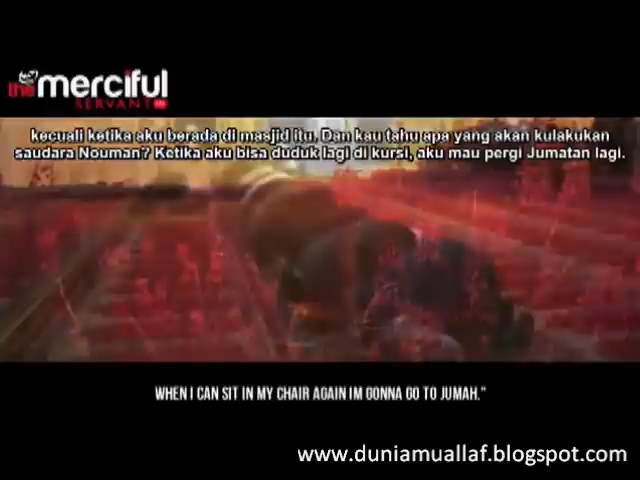 the merciful
SERVANT HD
kecuali ketika aku berada di masjid itu. Dan kau tahu apa yang akan kulakukan
saudara Nouman? Ketika aku bisa duduk lagi di kursi, aku mau pergi Jumatan lagi.
WHEN I CAN SIT IN MY CHAIR AGAIN IM GONNA GO TO JUMAH."
www.duniamuallaf.blogspot.com